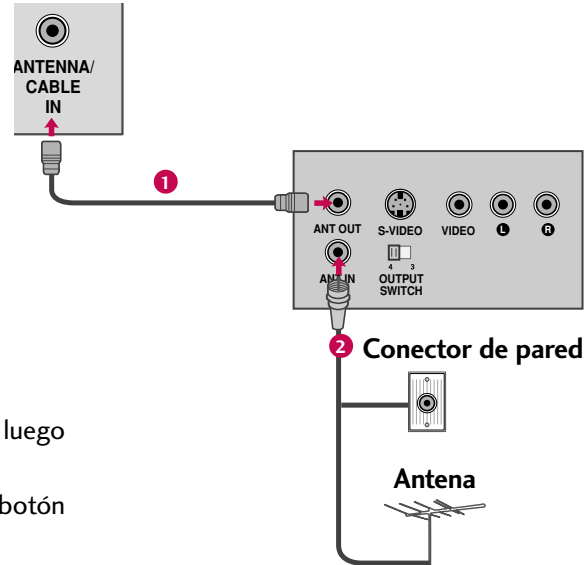 ANTENNA/
CABLE
IN
1
ANT OUT
S-VIDEO
VIDEO
L
R
ANT IN
4 3
OUTPUT
SWITCH
2
Conector de pared
luego
botón
Antena